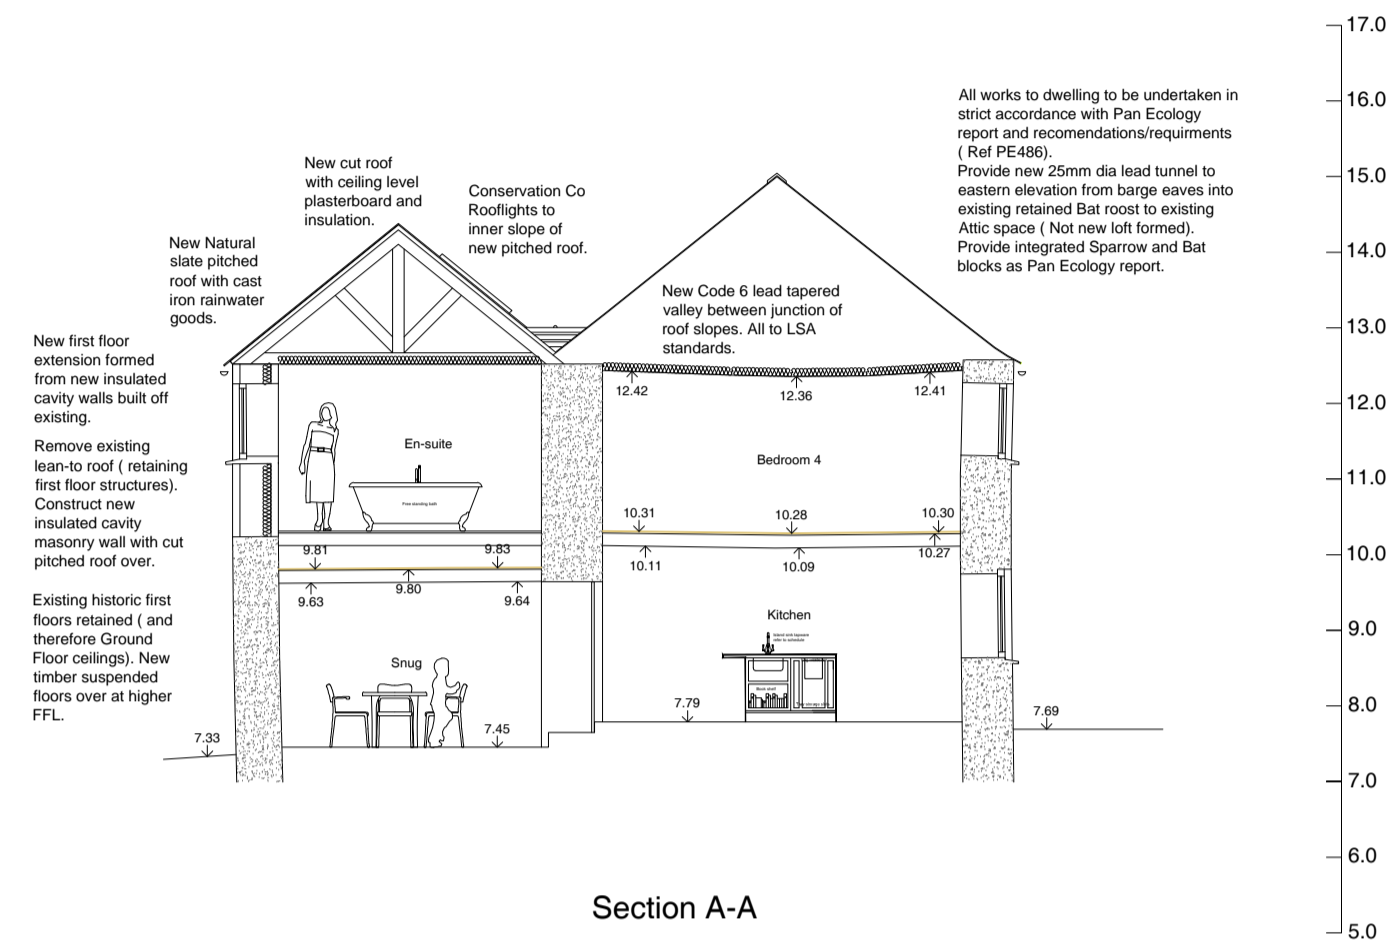 17.0
16.0
15.0
14.0
13.0
12.0
11.0
10.0
9.0
8.0
7.0
6.0
5.0
All works to dwelling to be undertaken in
strict accordance with Pan Ecology
report and recomendations/requirments
( Ref PE486).
Provide new 25mm dia lead tunnel to
eastern elevation from barge eaves into
existing retained Bat roost to existing
Attic space ( Not new loft formed).
Provide integrated Sparrow and Bat
blocks as Pan Ecology report.
New cut roof
with ceiling level
plasterboard and
insulation.
Conservation Co
Rooflights to
inner slope of
new pitched roof.
New Natural
slate pitched
roof with cast
iron rainwater
goods.
New Code 6 lead tapered
valley between junction of
roof slopes. All to LSA
standards.
New first floor
extension formed
from new insulated
cavity walls built off
existing.
Remove existing
lean-to roof ( retaining
first floor structures).
Construct new
insulated cavity
masonry wall with cut
pitched roof over.
Existing historic first
floors retained ( and
therefore Ground
Floor ceilings). New
timber suspended
floors over at higher
FFL.
12.42
12.36
12.41
En-suite
Free standing bath
Bedroom 4
10.31
10.28
10.30
10.11
10.09
10.27
9.81
9.83
9.80
9.63
9.64
Kitchen
Island sink tapware
refer to schedule
Book shelf
Snug
7.45
7.79
7.33
7.69
Section A-A